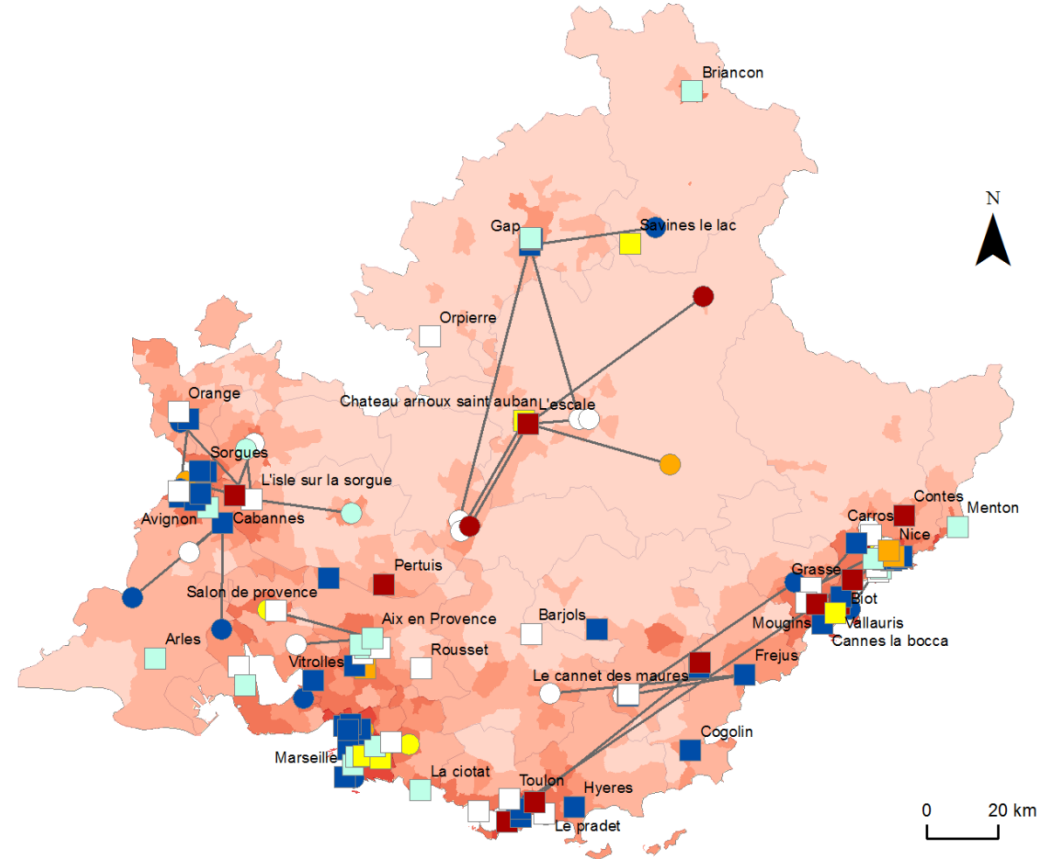 Briancon
N
Gap
Savines le lac
Orpierre
Orange
Chateau arnoux saint auban
L'escale
Sorgues
L'isle sur la sorgue
Avignon
Cabannes
Contes
Carros
Menton
Nice
Pertuis
Grasse
Salon de provence
Biot
Aix en Provence
Barjols
Mougins
Vallauris
Arles
Cannes la bocca
Vitrolles
Rousset
Frejus
Le cannet des maures
Cogolin
Marseille
La ciotat
Toulon
Hyeres
Le pradet
0 20 km